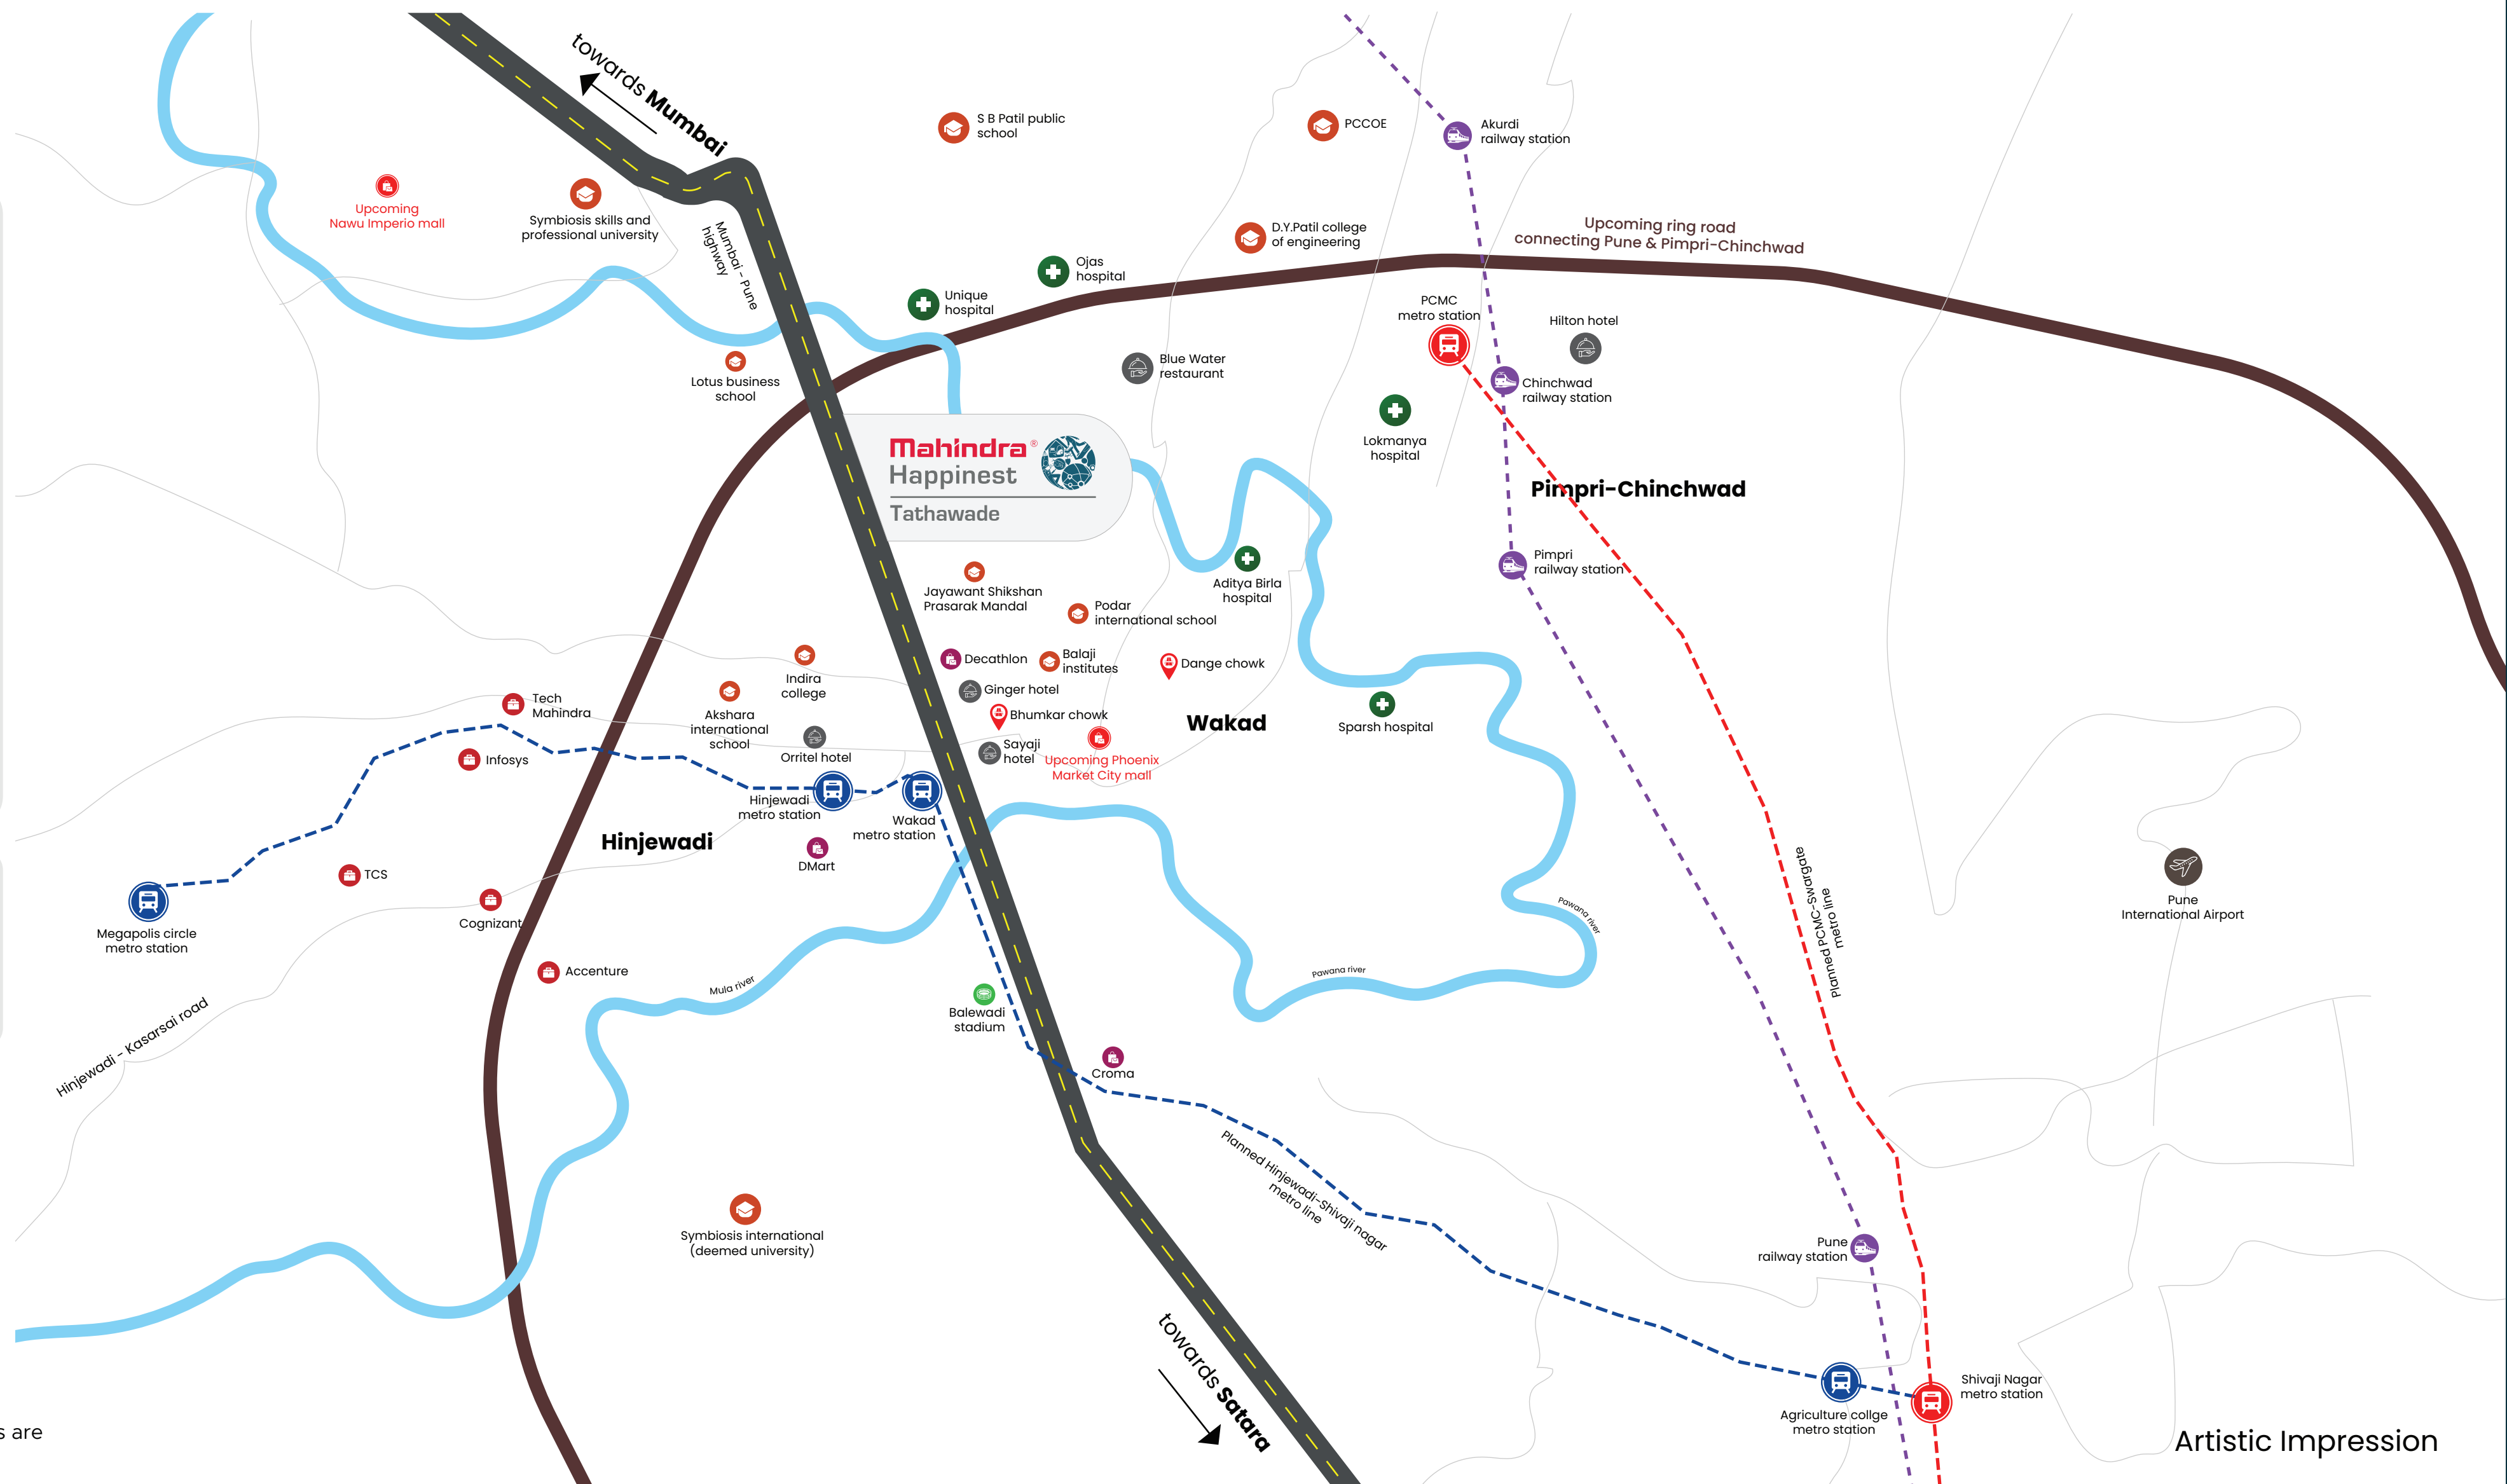 towards Mumbai
S B Patil public
school
PCCOE
Akurdi
railway station
Upcoming
Nawu Imperio mall
Symbiosis skills and
professional university
Mumbai - Pune
highway
D.Y.Patil college
of engineering
Upcoming ring road
connecting Pune & Pimpri-Chinchwad
Ojas
hospital
Unique
hospital
PCMC
metro station
Hilton hotel
Blue Water
restaurant
Lotus business
school
Chinchwad
railway station
Lokmanya
hospital
Mahindra®
Happinest
Tathawade
Pimpri-Chinchwad
Pimpri
railway station
Jayawant Shikshan
Prasarak Mandal
Aditya Birla
hospital
Podar
international school
Decathlon
Balaji
institutes
Dange chowk
Indira
college
Ginger hotel
Tech
Mahindra
Akshara
international
school
Bhumkar chowk
Wakad
Sparsh hospital
Infosys
Orritel hotel
Sayaji
hotel
Upcoming Phoenix
Market City mall
Hinjewadi
metro station
Wakad
metro station
Hinjewadi
DMart
TCS
Cognizant
Megapolis circle
metro station
Planned PCMC-Swargate
metro line
Pune
International Airport
Pawana river
Pawana river
Accenture
Mula river
Balewadi
stadium
Hinjewadi - Kasarsai road
Croma
Planned Hinjewadi-Shivaji nagar
metro line
Symbiosis international
(deemed university)
Pune
railway station
towards Satara
Shivaji Nagar
metro station
Agriculture collge
metro station
s are
Artistic Impression